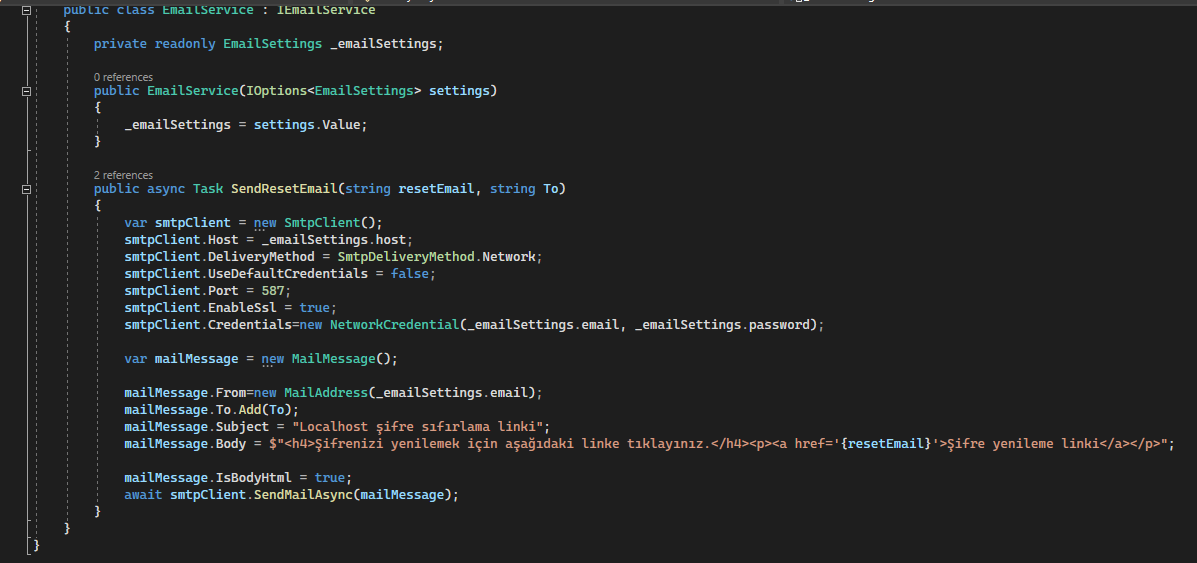 public class EmailService : IEmailService
{
private readonly EmailSettings _emailSettings;
0 references
public EmailService(IOptions<EmailSettings> settings)
{
_emailSettings = settings.Value;
}
2 references
public async Task SendResetEmail(string resetEmail, string To)
{
var smtpClient = new SmtpClient();
smtpClient.Host = _emailSettings.host;
smtpClient.DeliveryMethod = SmtpDeliveryMethod.Network;
smtpClient.UseDefaultCredentials = false;
smtpClient.Port = 587;
smtpClient.EnableSsl = true;
smtpClient.Credentials=new NetworkCredential(_emailSettings.email, _emailSettings.password);
var mailMessage = new MailMessage();
mailMessage.From=new MailAddress(_emailSettings.email);
mailMessage.To.Add(To);
mailMessage.Subject = "Localhost şifre sıfırlama linki";
mailMessage.Body = $"<h4>Şifrenizi yenilemek için aşağıdaki linke tıklayınız.</h4><p><a href='{resetEmail}'>Şifre yenileme linki</a></p>";
mailMessage.IsBodyHtml = true;
await smtpClient.SendMailAsync(mailMessage);
}
}
}